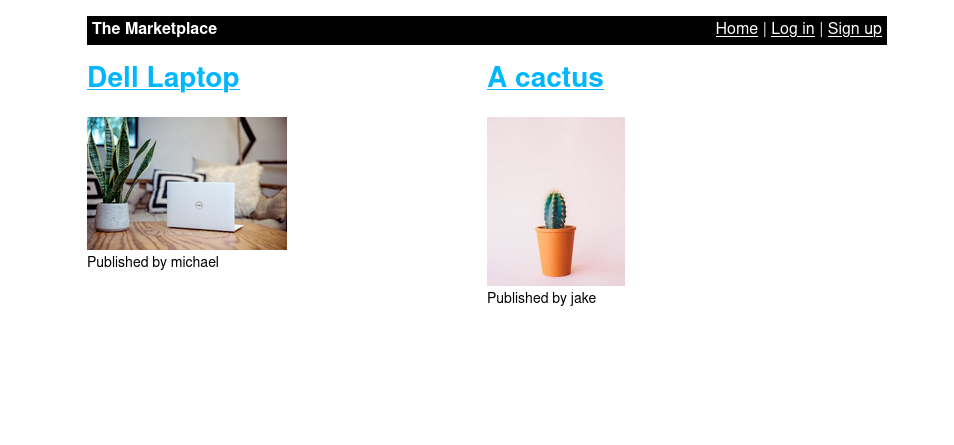 The Marketplace
Home | Log in | Sign up
Dell Laptop
A cactus
Published by michael
Published by jake